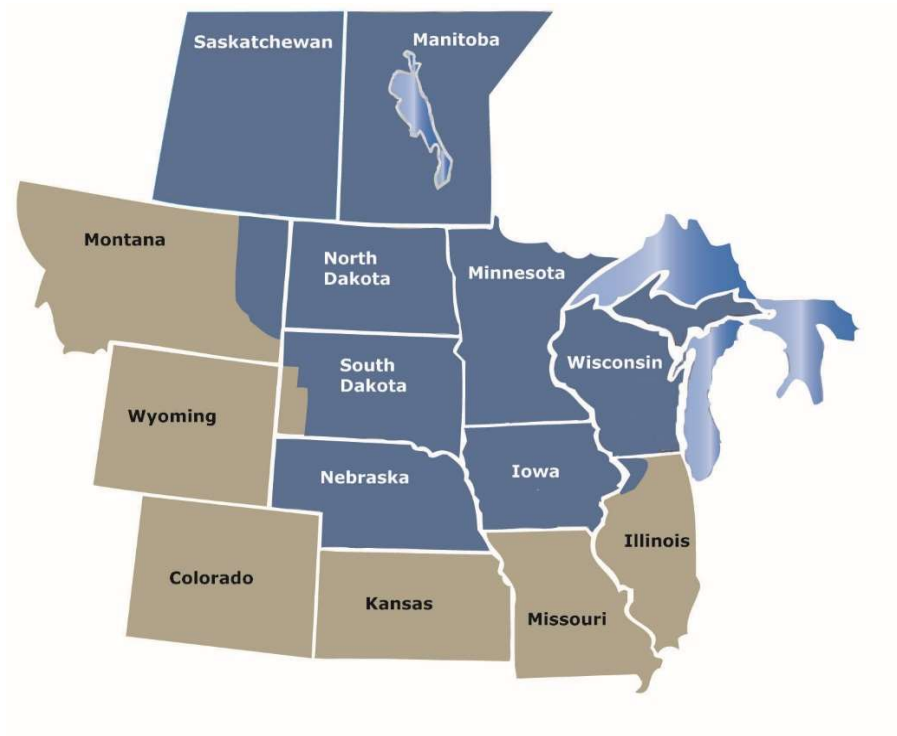 Saskatchewan
Manitoba
Montana
North
Dakota
Minnesota
South
Dakota
Wisconsin
Wyoming
Nebraska
Iowa
Illinois
Colorado
Kansas
Missouri